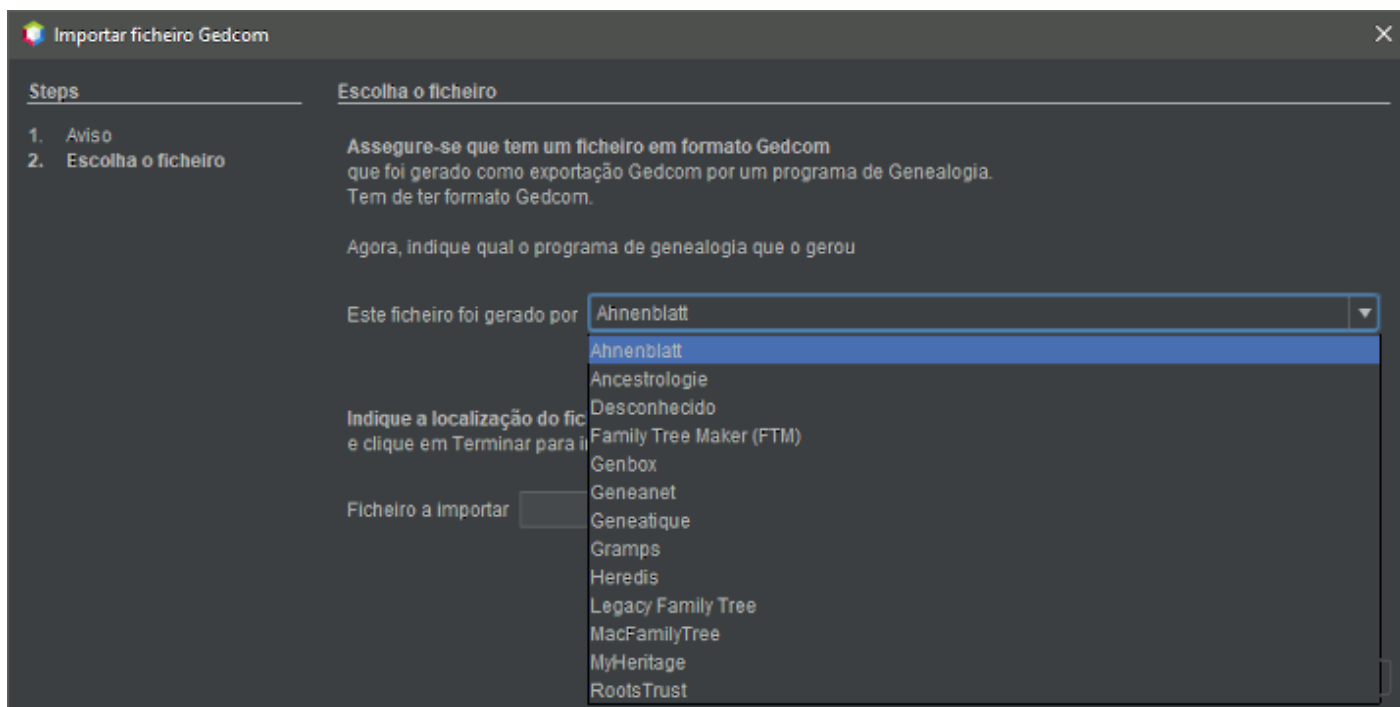 Importar ficheiro Gedcom
Steps
1. Aviso
2. Escolha o ficheiro
Escolha o ficheiro
Assegure-se que tem um ficheiro em formato Gedcom
que foi gerado como exportação Gedcom por um programa de Genealogia.
Tem de ter formato Gedcom.
Agora, indique qual o programa de genealogia que o gerou
Este ficheiro foi gerado por Ahnenblatt
Ahnenblatt
Ancestrologie
Desconhecido
Family Tree Maker (FTM)
Genbox
Geneanet
Geneatique
Gramps
Heredis
Legacy Family Tree
MacFamilyTree
MyHeritage
RootsTrust
Indique a localização do
e clique em Terminar para
Ficheiro a importar